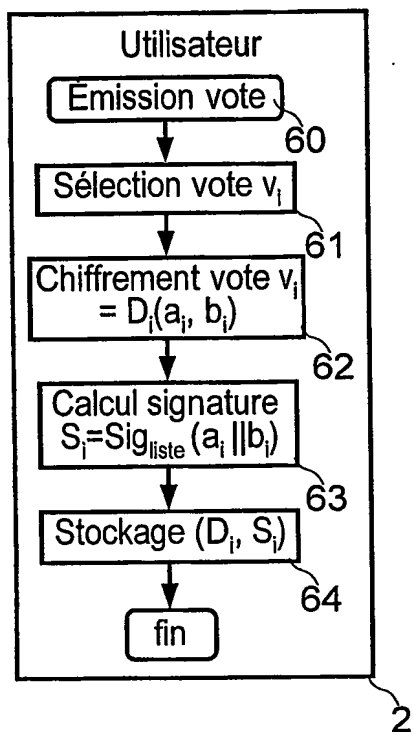 Utilisateur
Émission vote
60
Sélection vote vᵢ
61
Chiffrement vote vᵢ
= Dᵢ(aᵢ, bᵢ)
62
Calcul signature
Sᵢ=Sig_liste (aᵢ ||bᵢ)
63
Stockage (Dᵢ, Sᵢ)
64
fin
2